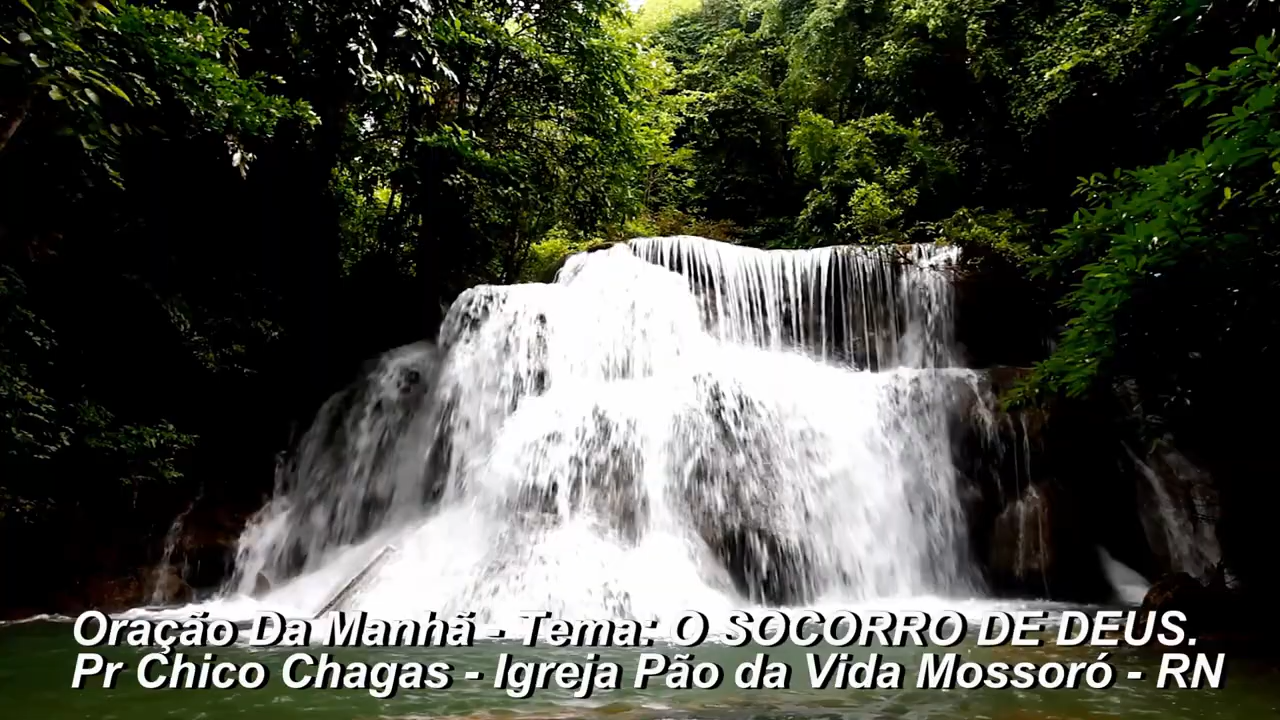 Oração Da Manhã - Tema: O SOCORRO DE DEUS.
Pr Chico Chagas - Igreja Pão da Vida Mossoró - RN